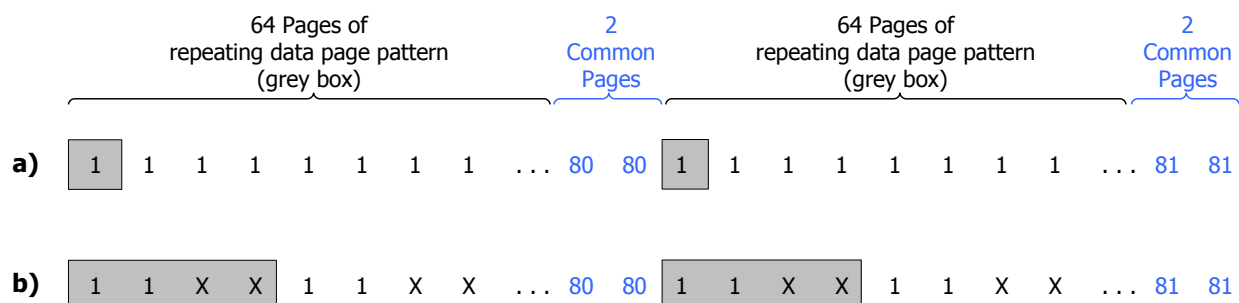 64 Pages of
repeating data page pattern
(grey box)
2
Common
Pages
64 Pages of
repeating data page pattern
(grey box)
2
Common
Pages
a) 1 1 1 1 1 1 1 1 ... 80 80 1 1 1 1 1 1 1 1 ... 81 81
b) 1 1 X X 1 1 X X ... 80 80 1 1 X X 1 1 X X ... 81 81